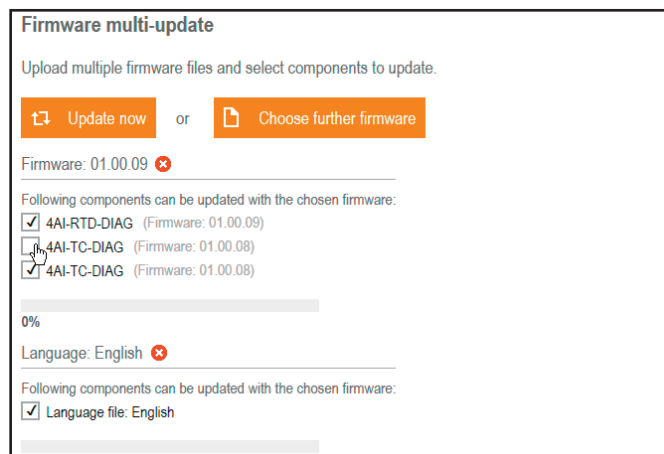 Firmware multi-update
Upload multiple firmware files and select components to update.
Update now or Choose further firmware
Firmware: 01.00.09
Following components can be updated with the chosen firmware:
4AI-RTD-DIAG (Firmware: 01.00.09)
4AI-TC-DIAG (Firmware: 01.00.08)
4AI-TC-DIAG (Firmware: 01.00.08)
0%
Language: English
Following components can be updated with the chosen firmware:
Language file: English